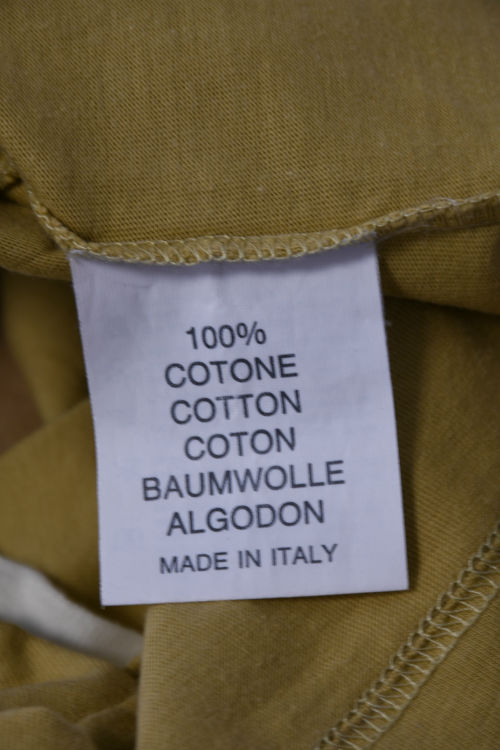 100%
COTONE
COTTON
COTON
BAUMWOLLE
ALGODON
MADE IN ITALY